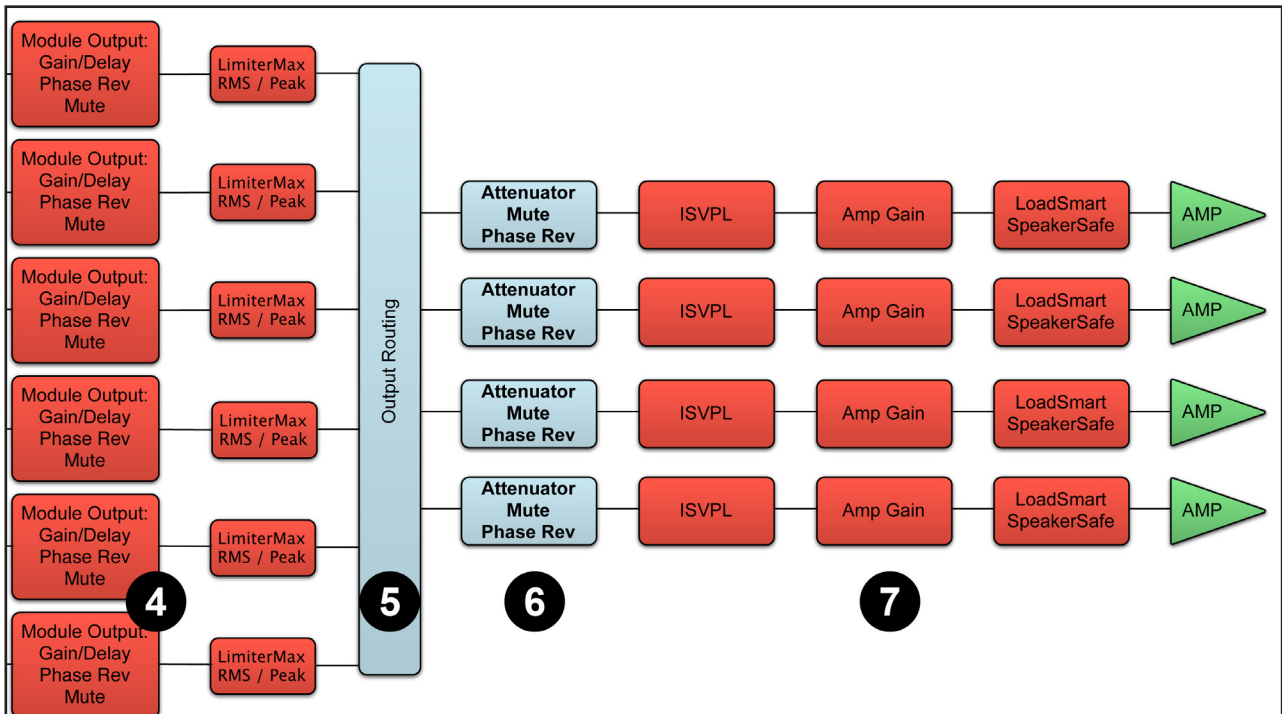 Module Output:
Gain/Delay
Phase Rev
Mute
LimiterMax
RMS / Peak
Module Output:
Gain/Delay
Phase Rev
Mute
LimiterMax
RMS / Peak
Module Output:
Gain/Delay
Phase Rev
Mute
LimiterMax
RMS / Peak
Module Output:
Gain/Delay
Phase Rev
Mute
LimiterMax
RMS / Peak
Module Output:
Gain/Delay
Phase Rev
Mute
LimiterMax
RMS / Peak
Module Output:
Gain/Delay
Phase Rev
Mute
LimiterMax
RMS / Peak
Output Routing
Attenuator
Mute
Phase Rev
ISVPL
Amp Gain
LoadSmart
SpeakerSafe
AMP
Attenuator
Mute
Phase Rev
ISVPL
Amp Gain
LoadSmart
SpeakerSafe
AMP
Attenuator
Mute
Phase Rev
ISVPL
Amp Gain
LoadSmart
SpeakerSafe
AMP
Attenuator
Mute
Phase Rev
ISVPL
Amp Gain
LoadSmart
SpeakerSafe
AMP
4
5
6
7